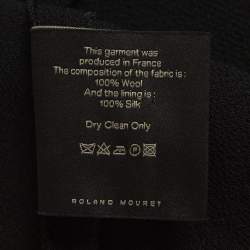 This garment was
produced in France
The composition of the fabric is :
100% Wool
And the lining is :
100% Silk
Dry Clean Only
ROLAND MOURET